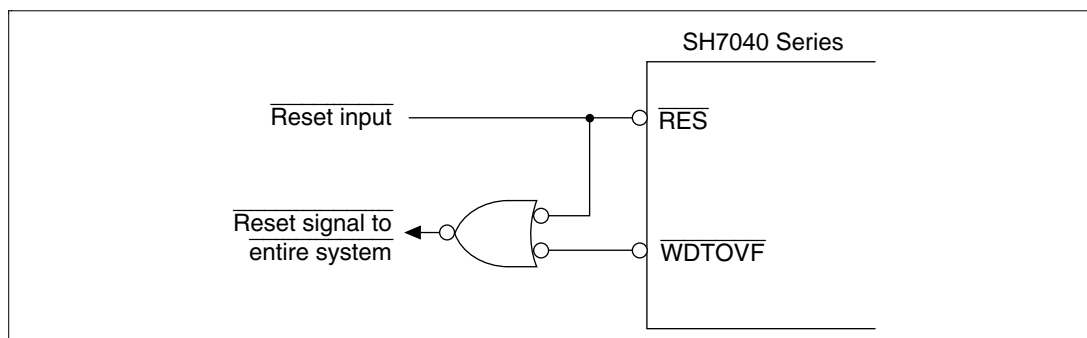 SH7040 Series
Reset input
RES
Reset signal to
entire system
WDTOVF